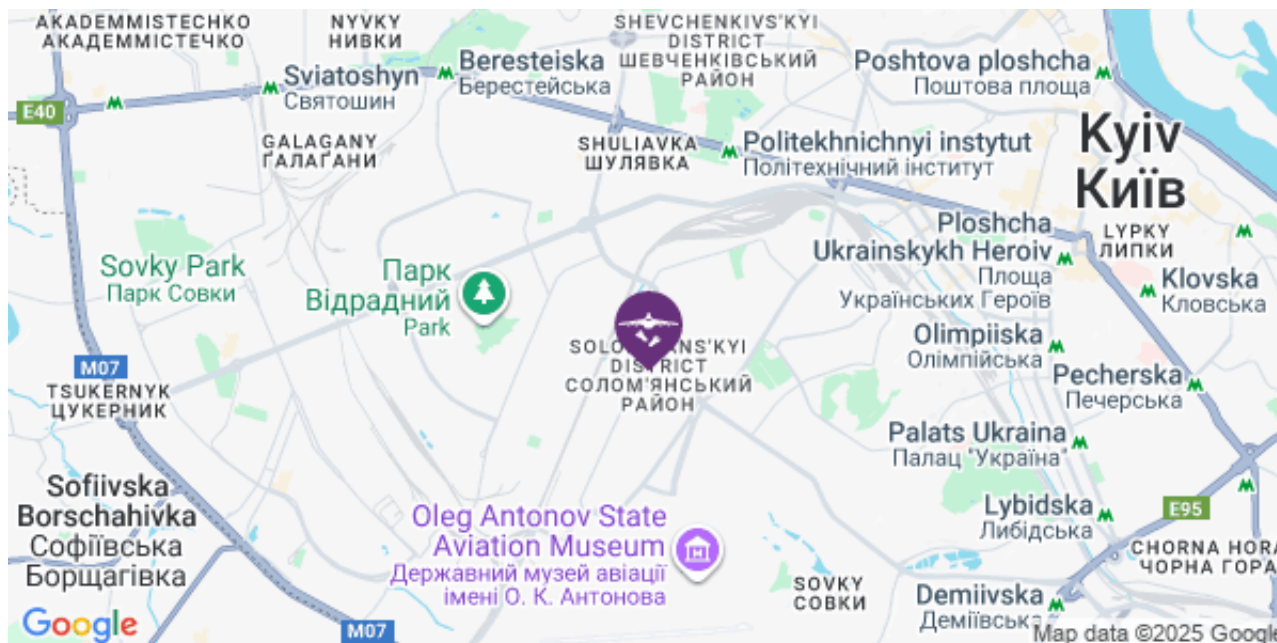 AKADEMMISTECHKO
АКАДЕММІСТЕЧКО
NYVKY
НИВКИ
SHEVCHENKIVS'KYI
DISTRICT
ШЕВЧЕНКІВСЬКИЙ
РАЙОН
Sviatoshyn
Святошин
Beresteiska
Берестейська
Poshtova ploshcha
Поштова площа
E40
GALAGANY
ҐАЛАҐАНИ
SHULIAVKA
ШУЛЯВКА
Politekhnichnyi instytut
Політехнічний інститут
Kyiv
Київ
Sovky Park
Парк Совки
Парк
Відрадний
Park
Ploshcha
Ukrainskykh Heroiv
Площа
Українських Героїв
LYPKY
ЛИПКИ
Klovska
Кловська
DISTRICT
СОЛОМ'ЯНСЬКИЙ
РАЙОН
Olimpiiska
Олімпійська
Pecherska
Печерська
M07
TSUKERNYK
ЦУКЕРНИК
Palats Ukraina
Палац "Україна"
Sofiivska
Borschahivka
Софіївська
Борщагівка
Oleg Antonov State
Aviation Museum
Державний музей авіації
імені О. К. Антонова
Lybidska
Либідська
E95
CHORNA HORA
ЧОРНА ГОРА
SOVKY
СОВКИ
Demiivska
Деміївська
Google
M07
Map data ©2025 Google